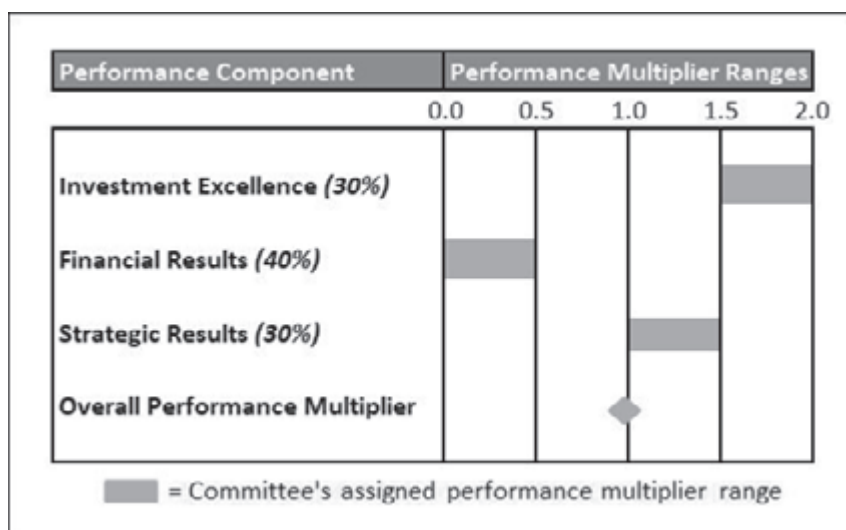 Performance Component Performance Multiplier Ranges
0.0 0.5 1.0 1.5 2.0
Investment Excellence (30%)
Financial Results (40%)
Strategic Results (30%)
Overall Performance Multiplier
= Committee's assigned performance multiplier range